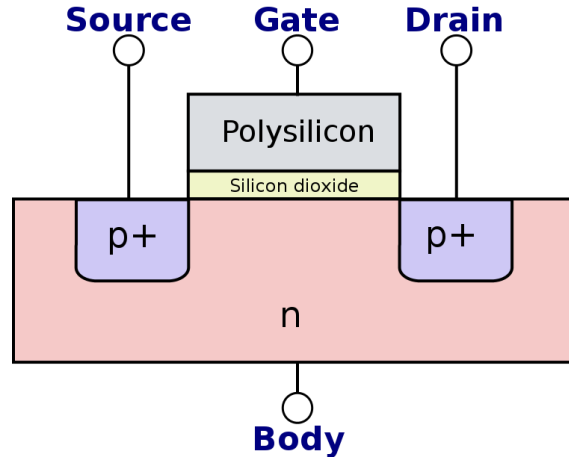 Source Gate Drain
Polysilicon
Silicon dioxide
p+ p+
n
Body